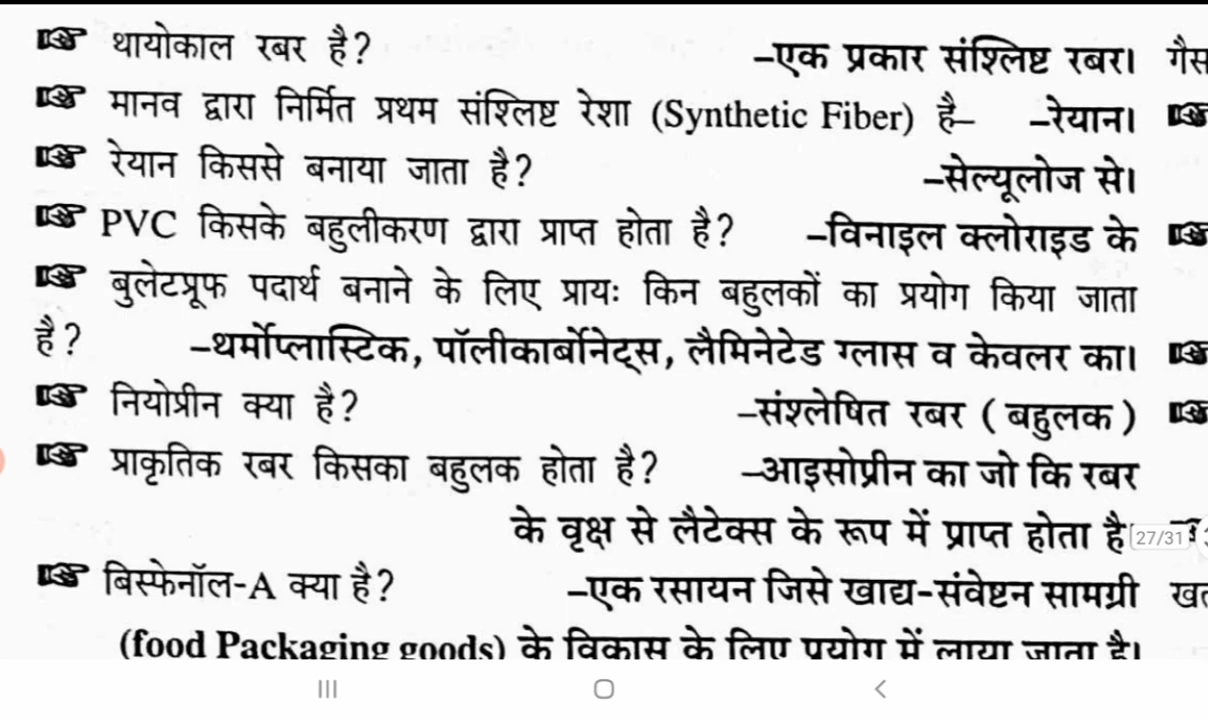 थायोकाल रबर है? –एक प्रकार संश्लिष्ट रबर। गैस
मानव द्वारा निर्मित प्रथम संश्लिष्ट रेशा (Synthetic Fiber) है– –रेयान।
रेयान किससे बनाया जाता है? –सेल्यूलोज से।
PVC किसके बहुलीकरण द्वारा प्राप्त होता है? –विनाइल क्लोराइड के
बुलेटप्रूफ पदार्थ बनाने के लिए प्रायः किन बहुलकों का प्रयोग किया जाता
है? –थर्मोप्लास्टिक, पॉलीकार्बोनेट्स, लैमिनेटेड ग्लास व केवलर का।
नियोप्रीन क्या है? –संश्लेषित रबर (बहुलक)
प्राकृतिक रबर किसका बहुलक होता है? –आइसोप्रीन का जो कि रबर
के वृक्ष से लैटेक्स के रूप में प्राप्त होता है
27/31
बिस्फेनॉल-A क्या है? –एक रसायन जिसे खाद्य-संवेष्टन सामग्री
(food Packaging goods) के विकास के लिए प्रयोग में लाया जाता है।